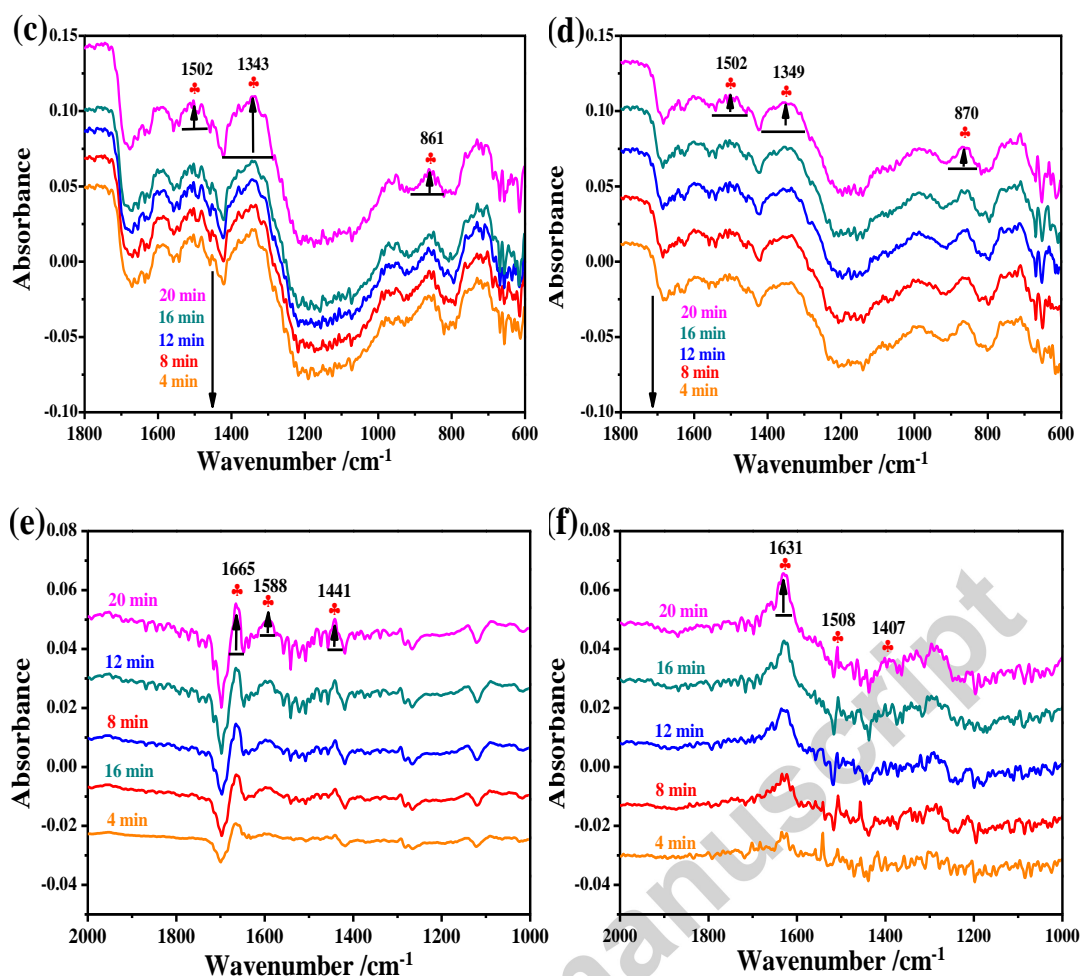 (c)
(d)
0.15
0.10
0.05
0.00
-0.05
-0.10
Absorbance
1502
1343
861
20 min
16 min
12 min
8 min
4 min
1800 1600 1400 1200 1000 800 600
Wavenumber /cm-1
0.15
0.10
0.05
0.00
-0.05
-0.10
Absorbance
1502
1349
870
20 min
16 min
12 min
8 min
4 min
1800 1600 1400 1200 1000 800 600
Wavenumber /cm-1
(e)
(f)
0.08
0.06
0.04
0.02
0.00
-0.02
-0.04
Absorbance
1665
1588
1441
20 min
12 min
8 min
16 min
4 min
2000 1800 1600 1400 1200 1000
Wavenumber /cm-1
0.08
0.06
0.04
0.02
0.00
-0.02
-0.04
Absorbance
1631
1508
1407
20 min
16 min
12 min
8 min
4 min
2000 1800 1600 1400 1200 1000
Wavenumber /cm-1
manuscript